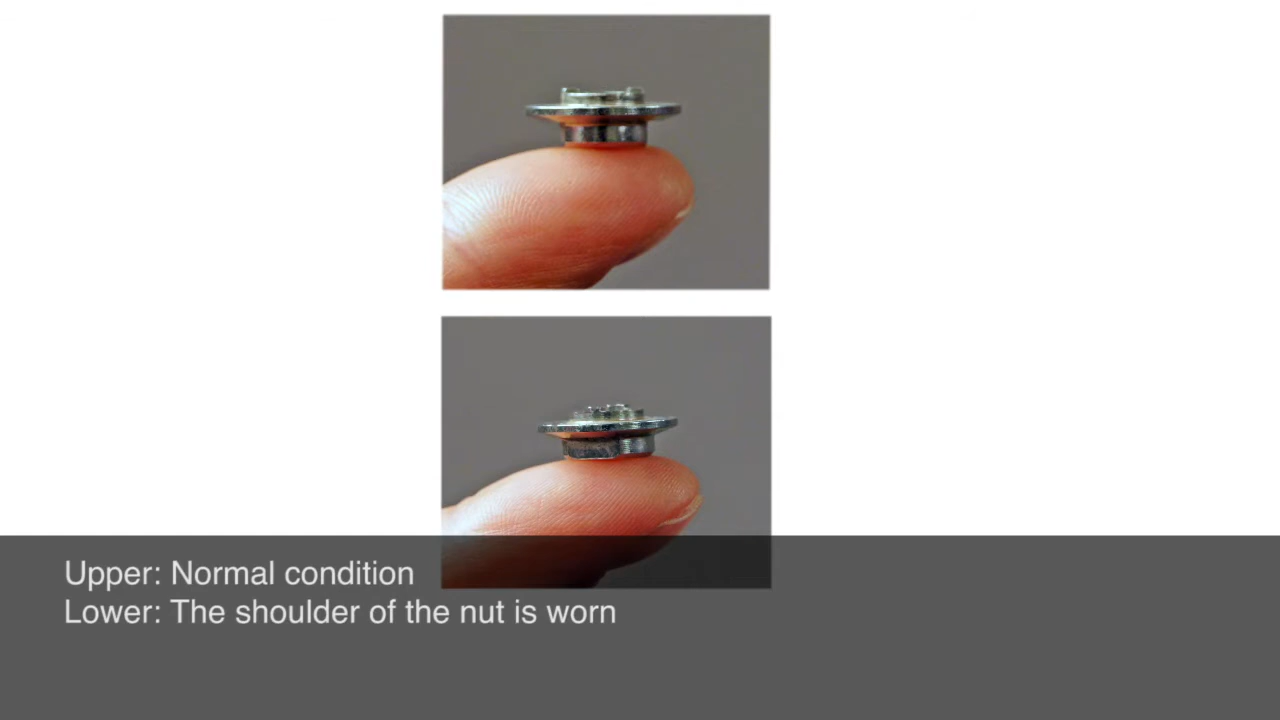 Upper: Normal condition
Lower: The shoulder of the nut is worn